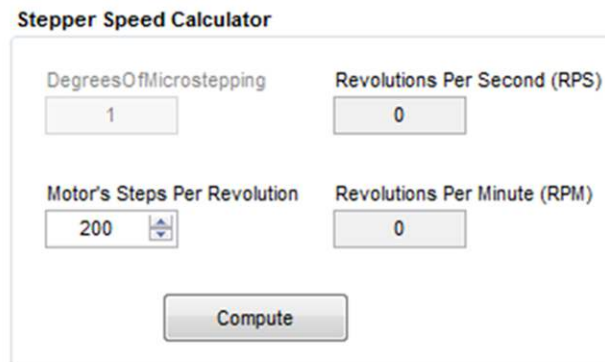 Stepper Speed Calculator
DegreesOfMicrostepping
1
Revolutions Per Second (RPS)
0
Motor's Steps Per Revolution
200
Revolutions Per Minute (RPM)
0
Compute